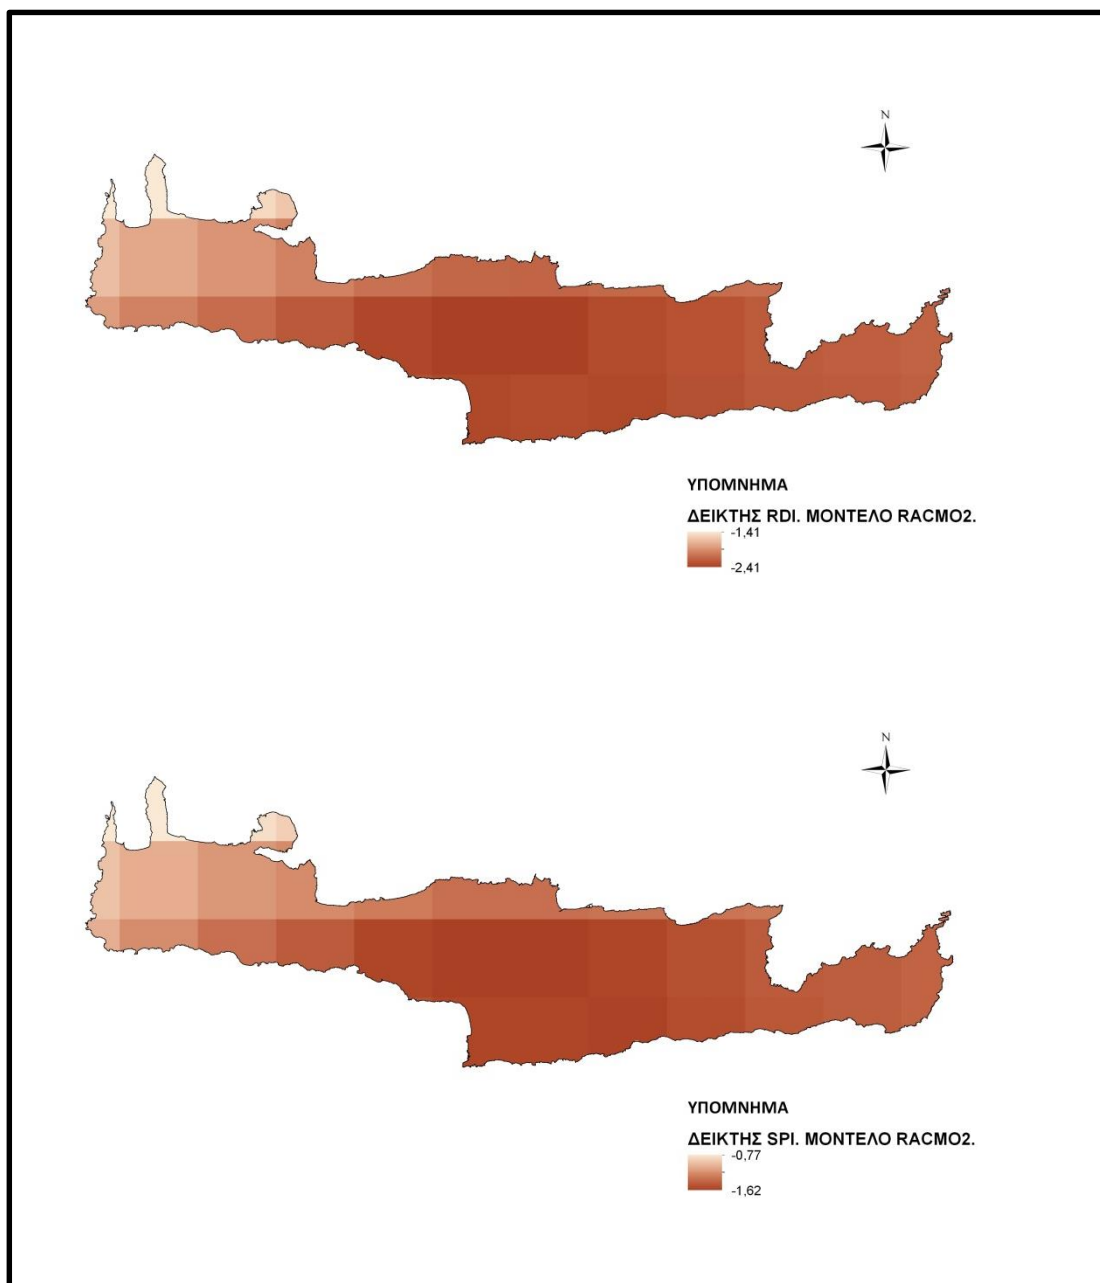 N
ΥΠΟΜΝΗΜΑ
ΔΕΙΚΤΗΣ RDI. ΜΟΝΤΕΛΟ RACMO2.
-1,41
-2,41
N
ΥΠΟΜΝΗΜΑ
ΔΕΙΚΤΗΣ SPI. ΜΟΝΤΕΛΟ RACMO2.
-0,77
-1,62